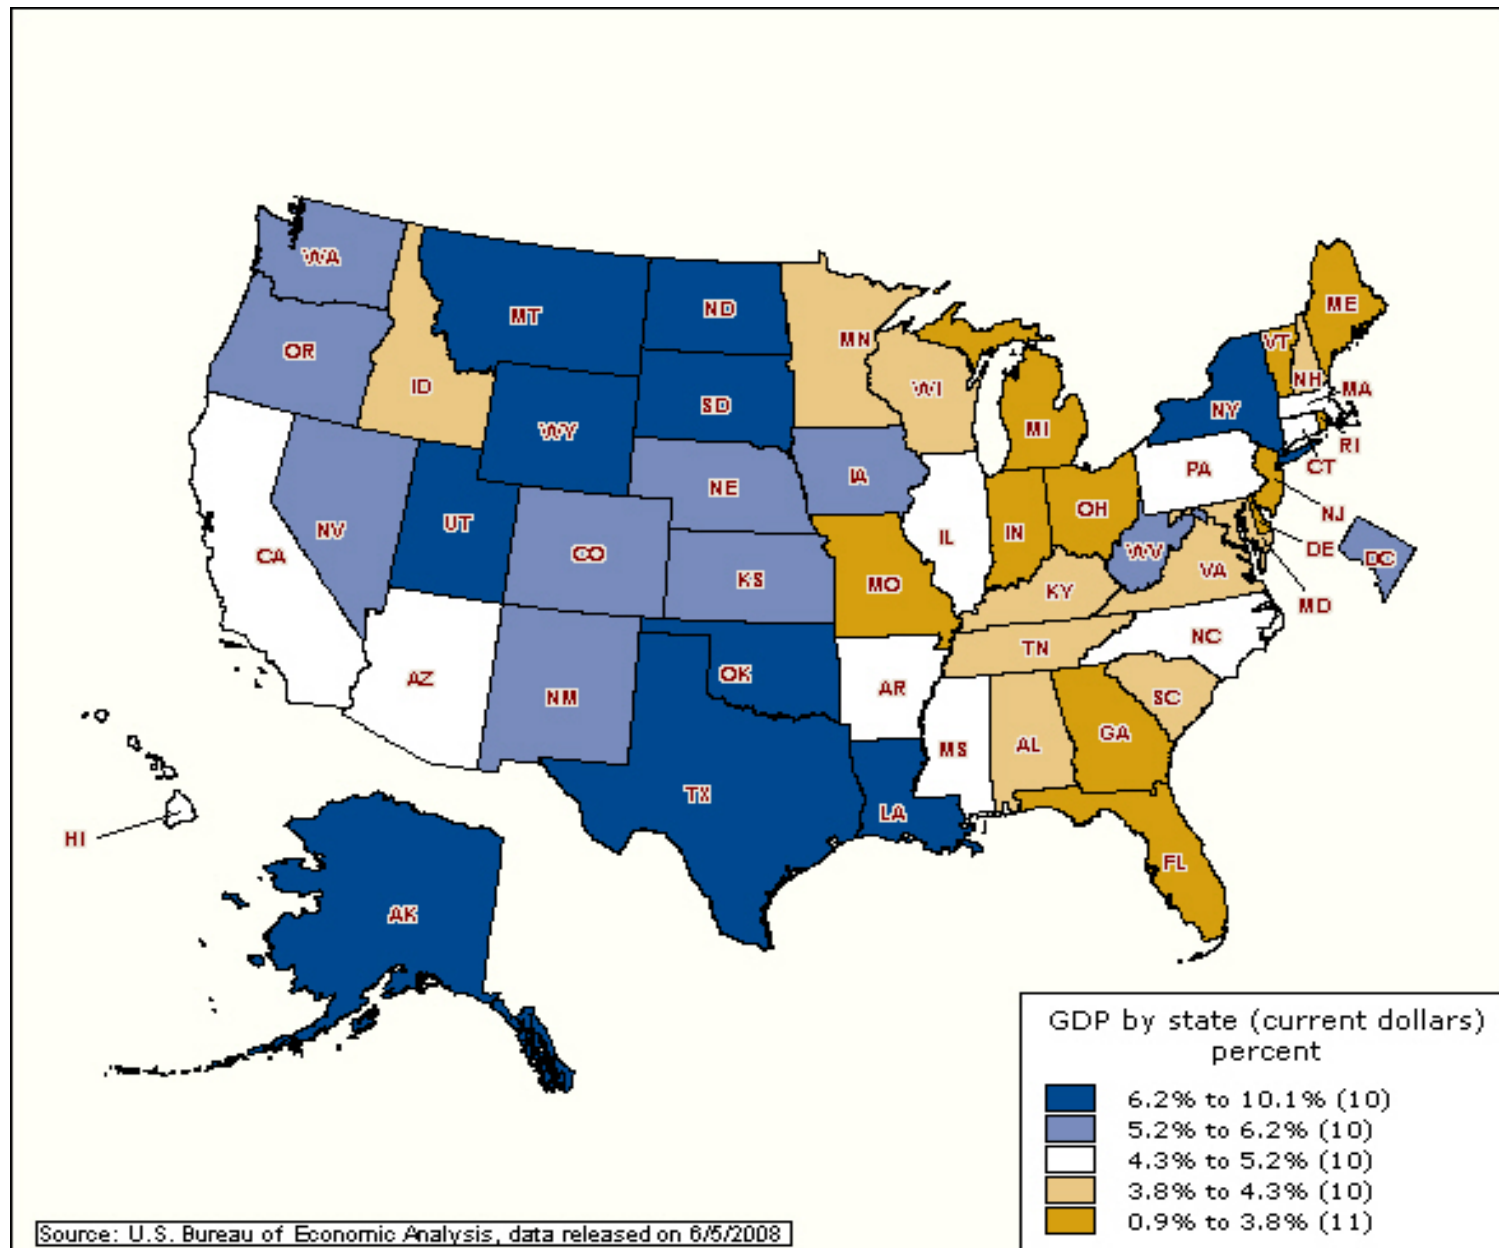 WA
MT
ND
ME
VT
MN
OR
ID
WI
NH
MA
SD
NY
WY
MI
RI
CT
PA
NE
IA
OH
NJ
UT
NV
IN
IL
DE
CO
WV
DC
CA
KS
MO
VA
KY
MD
NC
TN
AZ
OK
AR
NM
SC
GA
MS
AL
TX
LA
HI
FL
AK
GDP by state (current dollars)
percent
6.2% to 10.1% (10)
5.2% to 6.2% (10)
4.3% to 5.2% (10)
3.8% to 4.3% (10)
0.9% to 3.8% (11)
Source: U.S. Bureau of Economic Analysis, data released on 6/5/2008